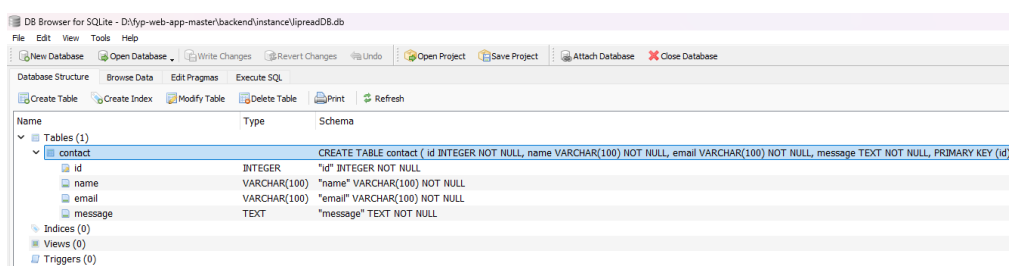 DB Browser for SQLite - D:\fyp-web-app-master\backend\instance\lipreadDB.db
File Edit View Tools Help
New Database Open Database Write Changes Revert Changes Undo Open Project Save Project Attach Database Close Database
Database Structure Browse Data Edit Pragmas Execute SQL
Create Table Create Index Modify Table Delete Table Print Refresh
Name Type Schema
Tables (1)
contact CREATE TABLE contact ( id INTEGER NOT NULL, name VARCHAR(100) NOT NULL, email VARCHAR(100) NOT NULL, message TEXT NOT NULL, PRIMARY KEY (id)
id INTEGER "id" INTEGER NOT NULL
name VARCHAR(100) "name" VARCHAR(100) NOT NULL
email VARCHAR(100) "email" VARCHAR(100) NOT NULL
message TEXT "message" TEXT NOT NULL
Indices (0)
Views (0)
Triggers (0)